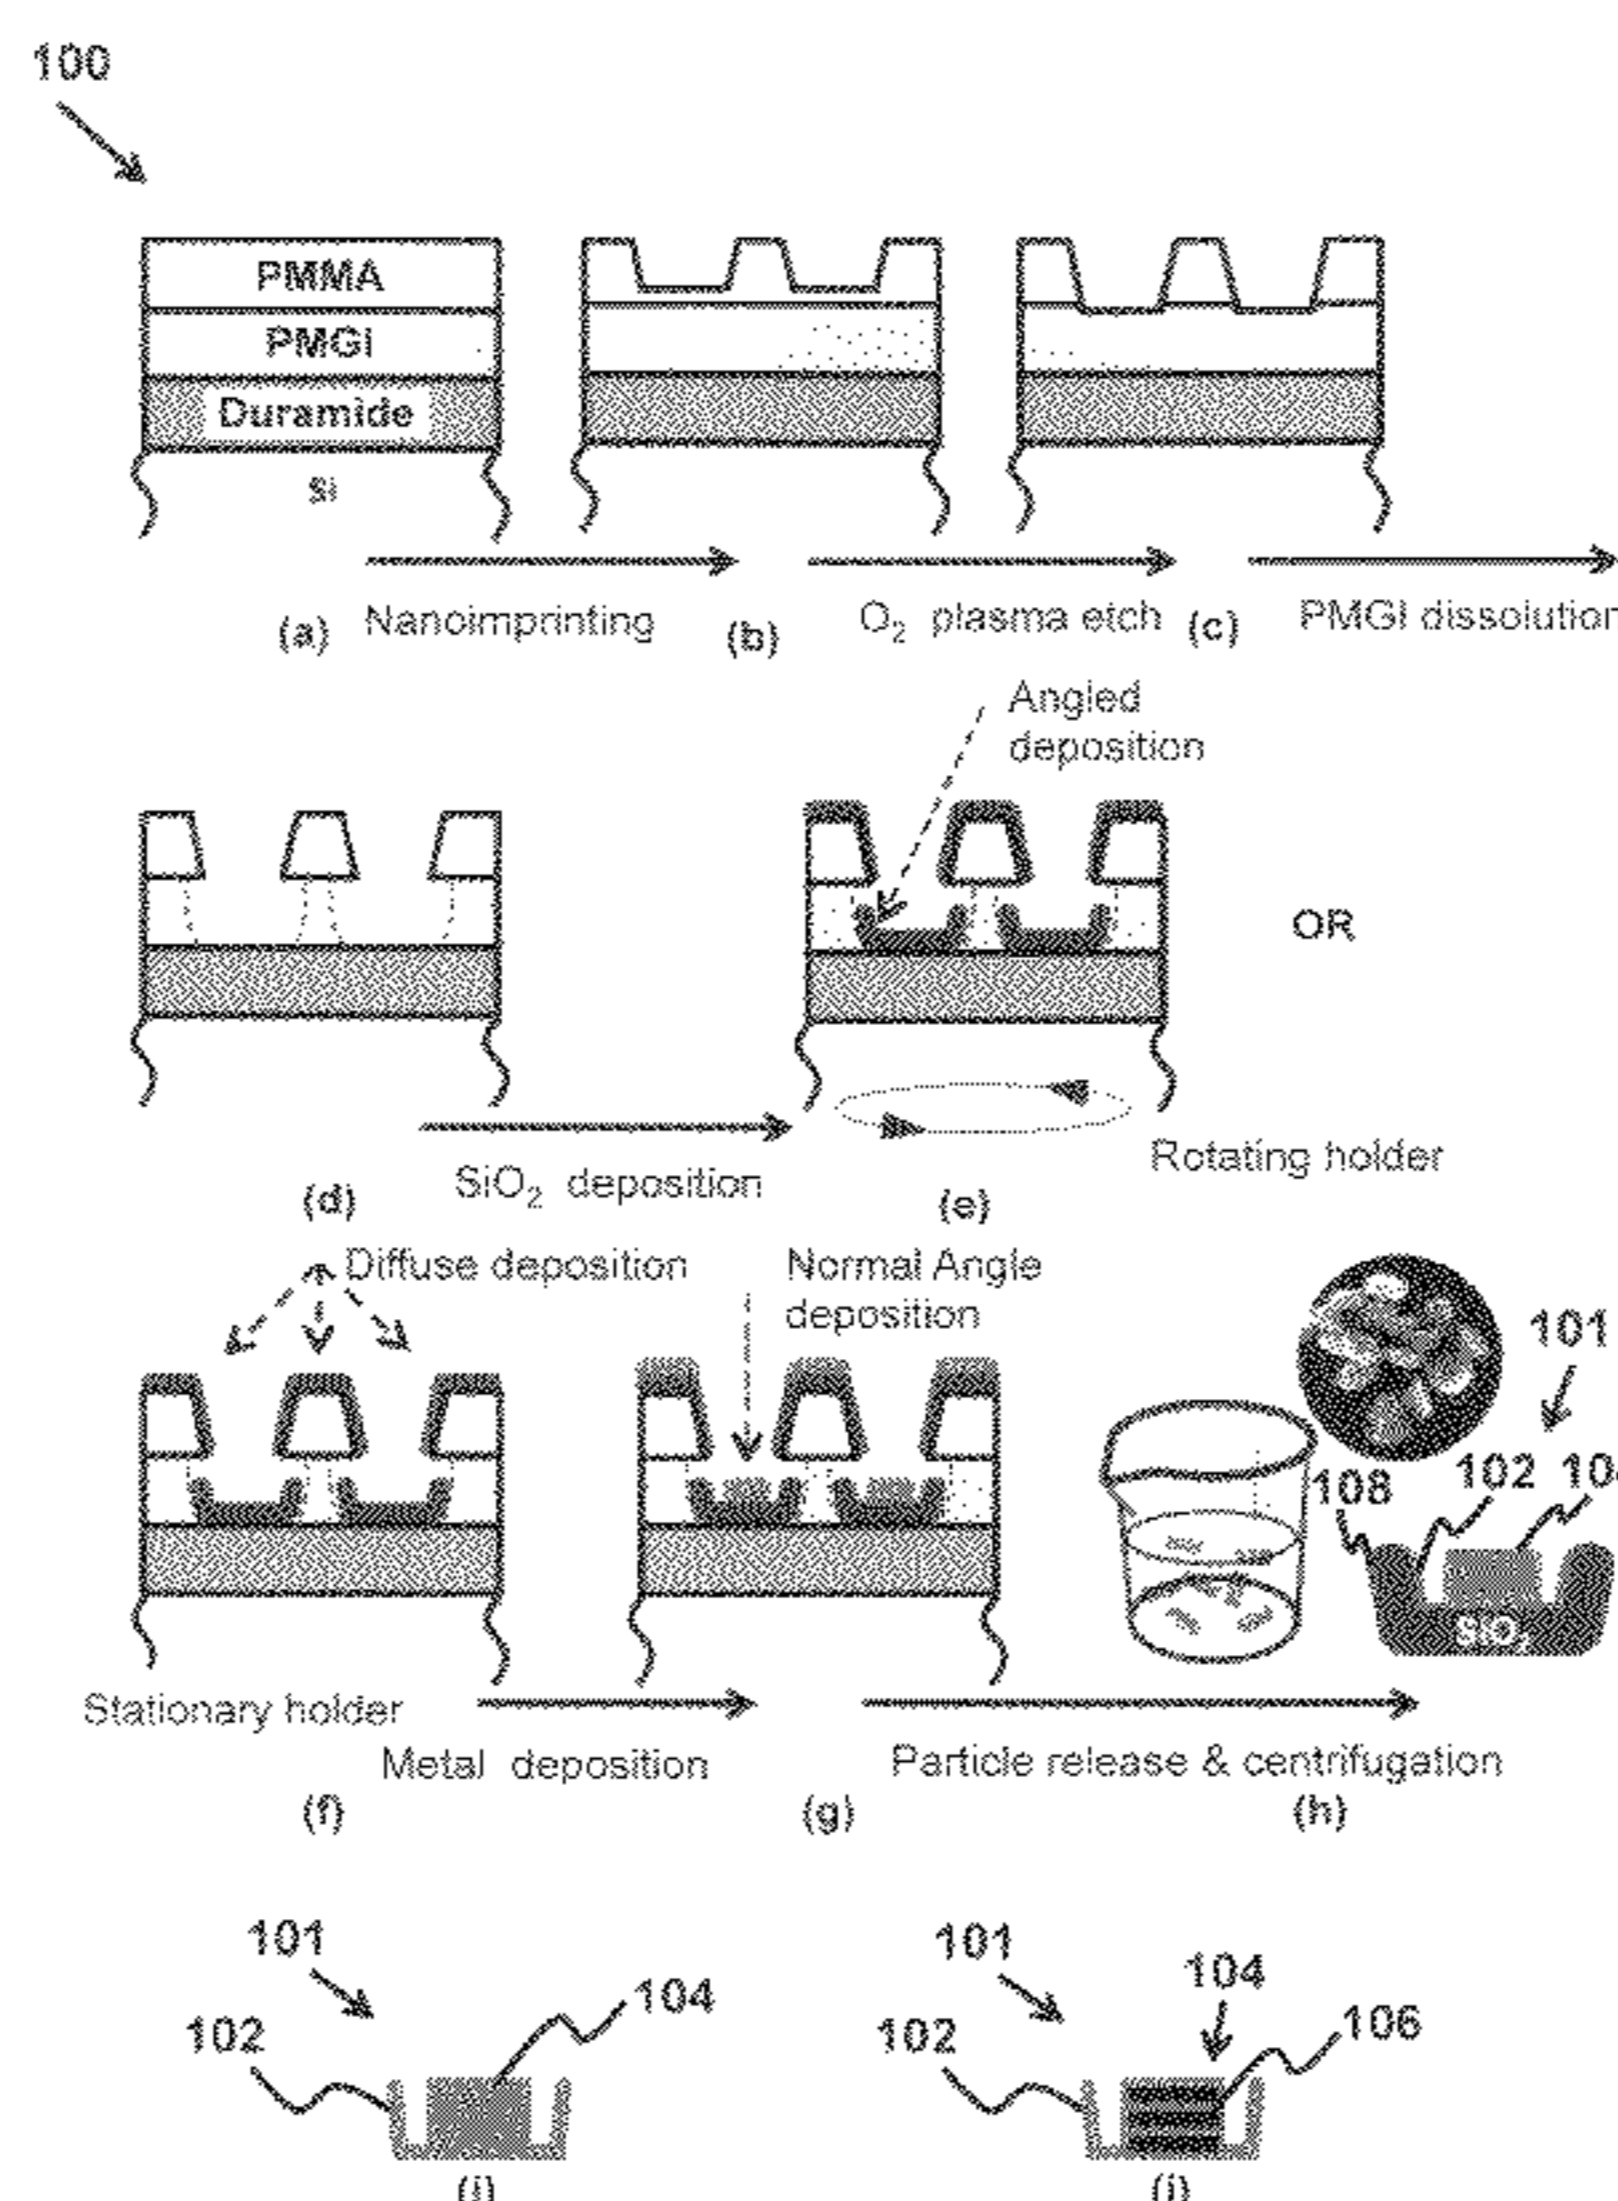 100
PMMA
PMGI
Duramide
Si
(a) Nanoimprinting (b) O2 plasma etch (c) PMGI dissolution
Angled
deposition
OR
SiO2 deposition
Rotating holder
(d) (e)
Diffuse deposition
Normal Angle
deposition
101
108 102
SiO2
Stationary holder
Metal deposition
Particle release & centrifugation
(f) (g) (h)
101 104 102
101 104 102 106